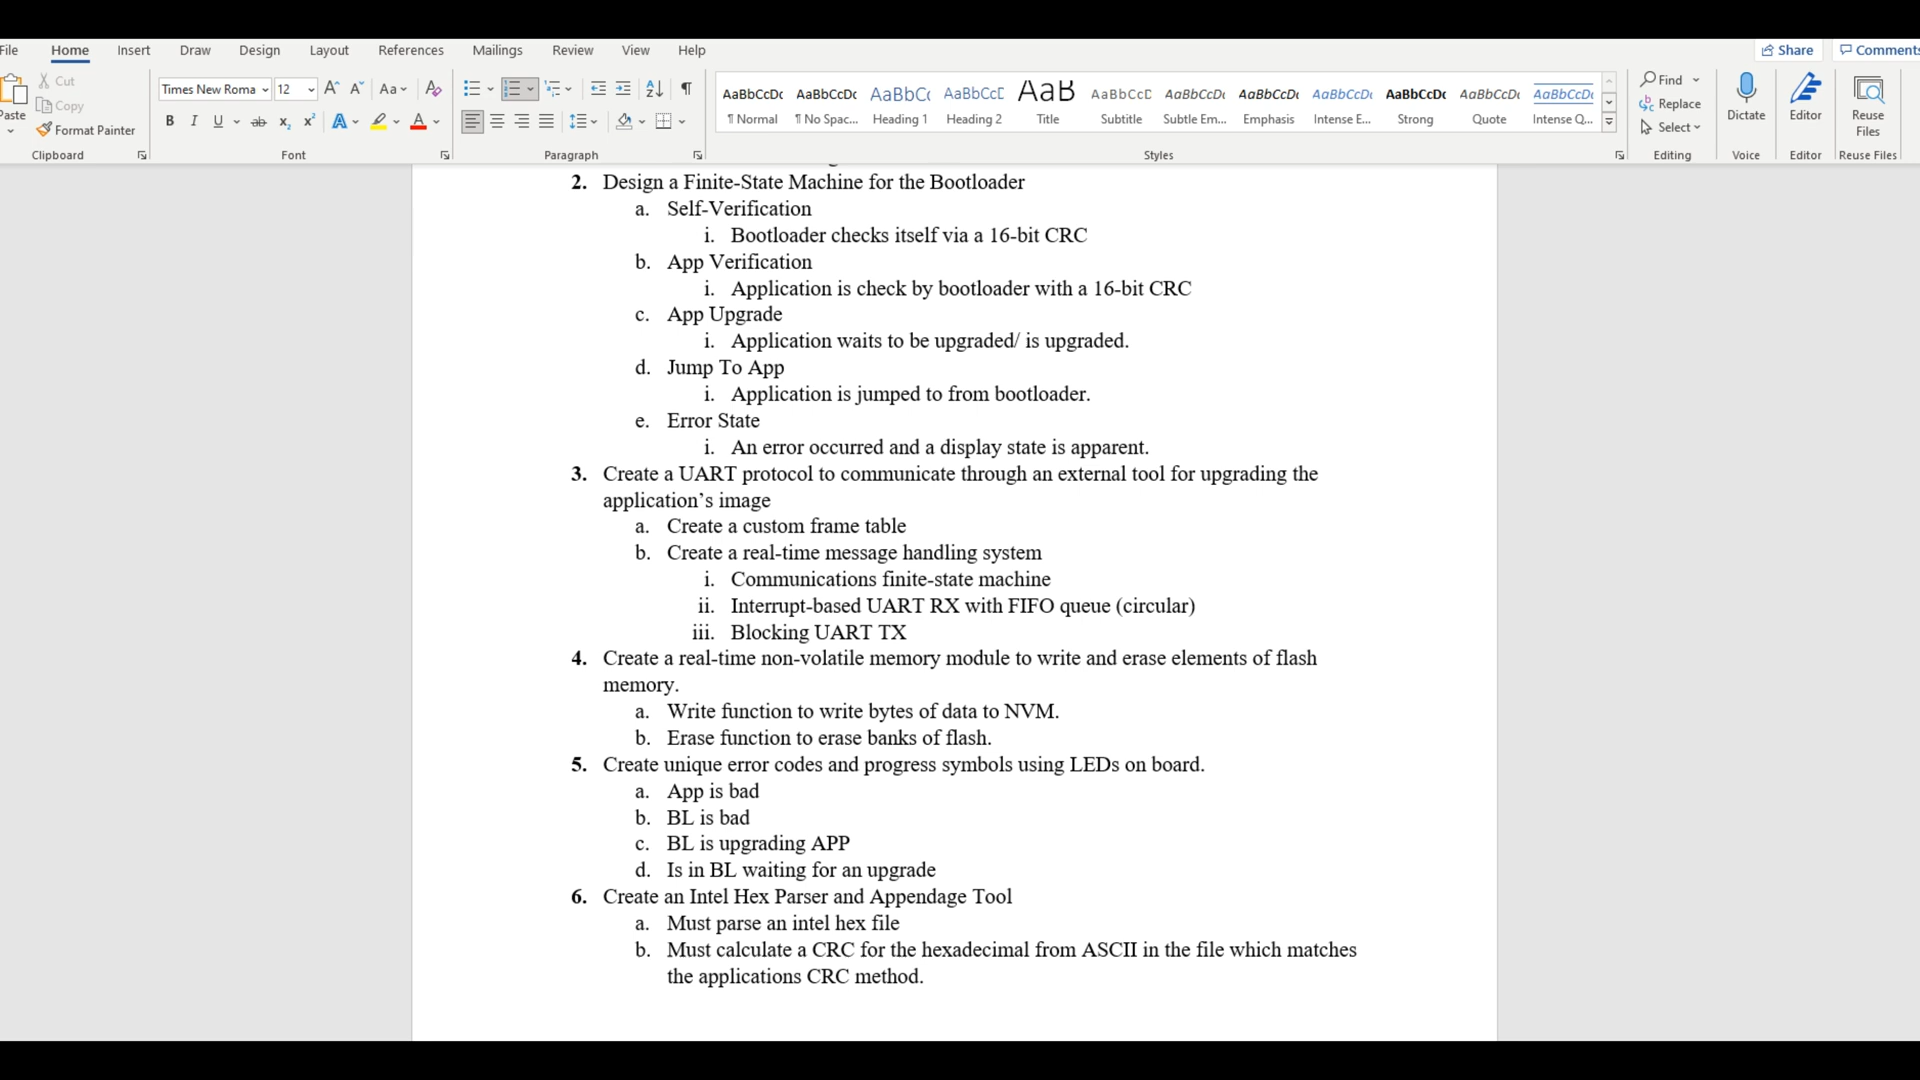 File Home Insert Draw Design Layout References Mailings Review View Help Share Comments
Cut
Copy
Paste
Format Painter
Clipboard
Times New Roma 12 Aa
B I U ab x₂ x² A A
Font
Paragraph
AaBbCcDc AaBbCcDc AaBbCc AaBbCcD AaB AaBbCcD AaBbCcDc AaBbCcDc AaBbCcDc AaBbCcDc AaBbCcDc AaBbCcDc
¶ Normal ¶ No Spac... Heading 1 Heading 2 Title Subtitle Subtle Em... Emphasis Intense E... Strong Quote Intense Q...
Styles
Find
Replace
Select
Editing
Dictate
Voice
Editor
Editor
Reuse
Files
Reuse Files
2. Design a Finite-State Machine for the Bootloader
a. Self-Verification
i. Bootloader checks itself via a 16-bit CRC
b. App Verification
i. Application is check by bootloader with a 16-bit CRC
c. App Upgrade
i. Application waits to be upgraded/ is upgraded.
d. Jump To App
i. Application is jumped to from bootloader.
e. Error State
i. An error occurred and a display state is apparent.
3. Create a UART protocol to communicate through an external tool for upgrading the
application’s image
a. Create a custom frame table
b. Create a real-time message handling system
i. Communications finite-state machine
ii. Interrupt-based UART RX with FIFO queue (circular)
iii. Blocking UART TX
4. Create a real-time non-volatile memory module to write and erase elements of flash
memory.
a. Write function to write bytes of data to NVM.
b. Erase function to erase banks of flash.
5. Create unique error codes and progress symbols using LEDs on board.
a. App is bad
b. BL is bad
c. BL is upgrading APP
d. Is in BL waiting for an upgrade
6. Create an Intel Hex Parser and Appendage Tool
a. Must parse an intel hex file
b. Must calculate a CRC for the hexadecimal from ASCII in the file which matches
the applications CRC method.